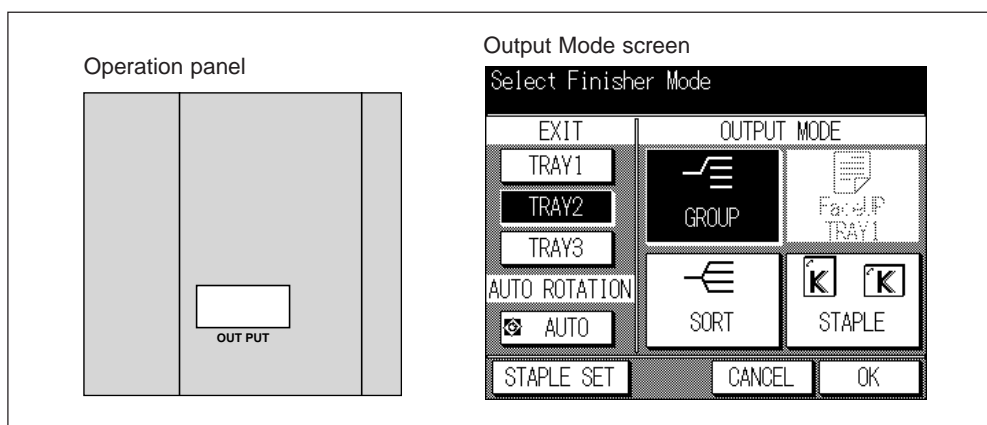 Operation panel
OUT PUT
Output Mode screen
Select Finisher Mode
EXIT
TRAY1
TRAY2
TRAY3
AUTO ROTATION
AUTO
STAPLE SET
OUTPUT MODE
GROUP
FaceUP
TRAY1
SORT
K K
STAPLE
CANCEL
OK